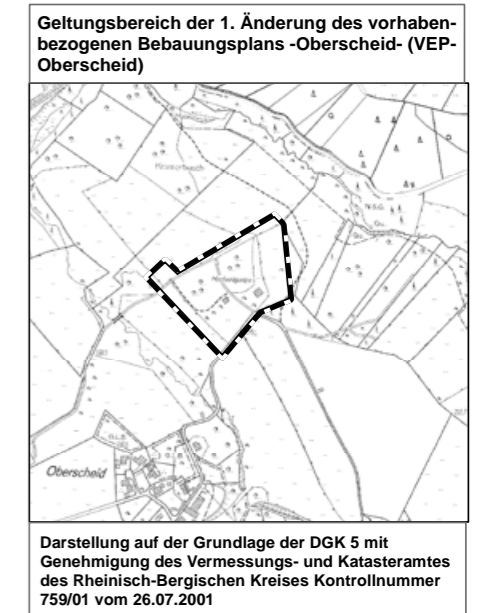 Geltungsbereich der 1. Änderung des vorhaben-
bezogenen Bebauungsplans -Oberscheid- (VEP-
Oberscheid)
N.S.G.
Oberscheid
Darstellung auf der Grundlage der DGK 5 mit
Genehmigung des Vermessungs- und Katasteramtes
des Rheinisch-Bergischen Kreises Kontrollnummer
759/01 vom 26.07.2001